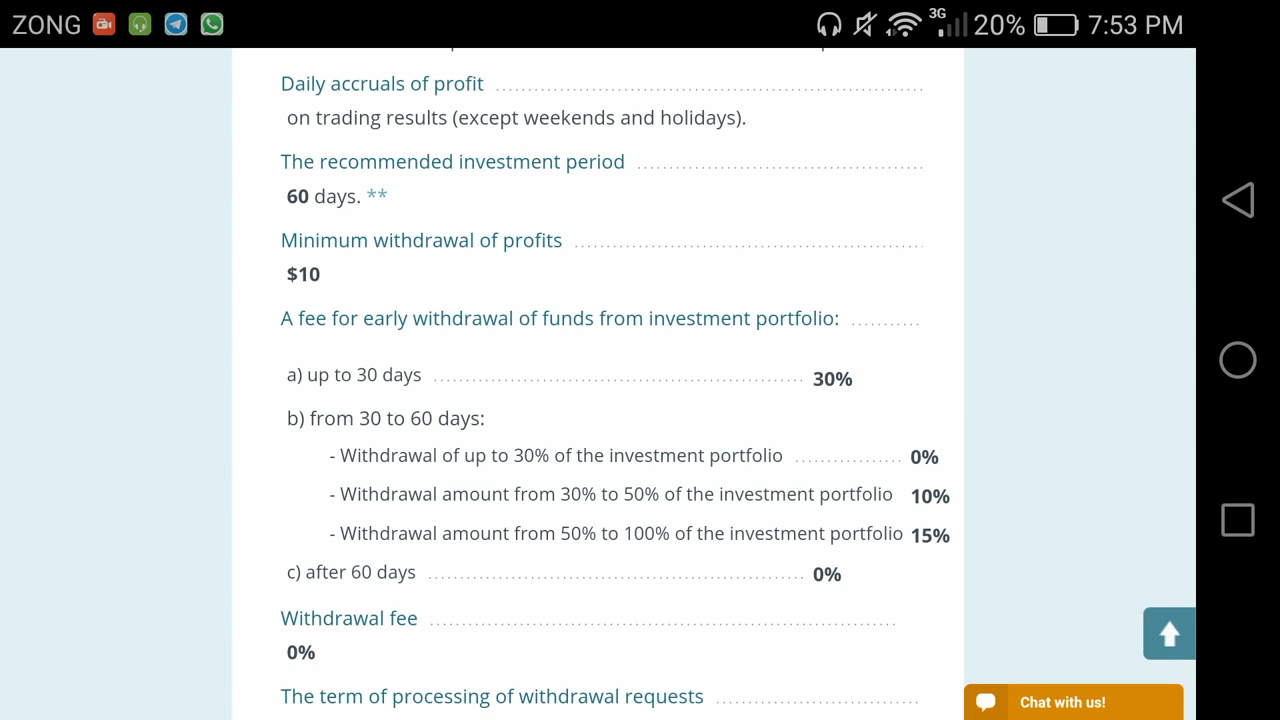 ZONG 3G 20% 7:53 PM
Daily accruals of profit
on trading results (except weekends and holidays).
The recommended investment period
60 days. **
Minimum withdrawal of profits
$10
A fee for early withdrawal of funds from investment portfolio:
a) up to 30 days 30%
b) from 30 to 60 days:
- Withdrawal of up to 30% of the investment portfolio 0%
- Withdrawal amount from 30% to 50% of the investment portfolio 10%
- Withdrawal amount from 50% to 100% of the investment portfolio 15%
c) after 60 days 0%
Withdrawal fee
0%
The term of processing of withdrawal requests
Chat with us!